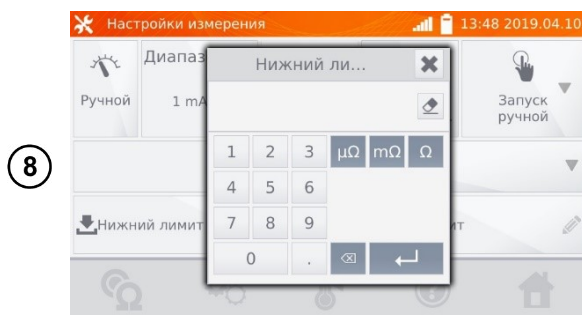 Настройки измерения 13:48 2019.04.10
Диапаз
Нижний ли...
Ручной 1 mA Запуск
ручной
8
1 2 3 µΩ mΩ Ω
4 5 6
Нижний лимит 7 8 9
0 .